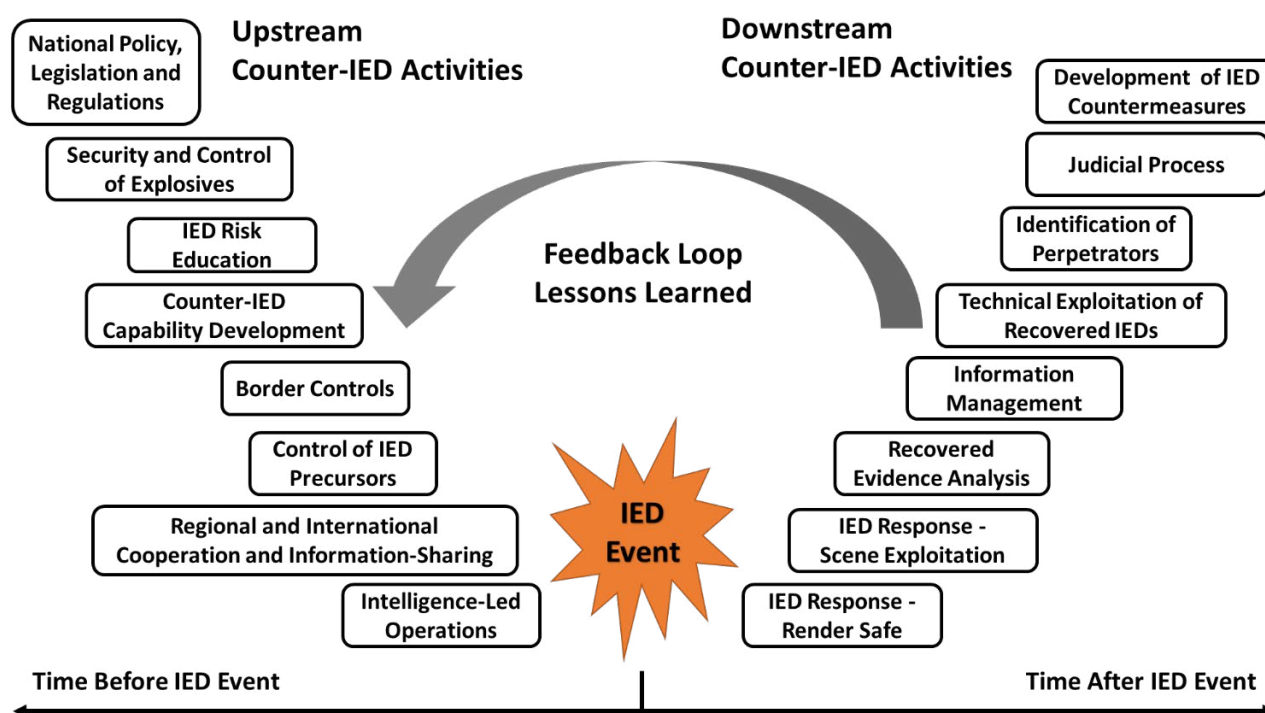 Upstream
Counter-IED Activities
National Policy,
Legislation and
Regulations
Security and Control
of Explosives
IED Risk
Education
Counter-IED
Capability Development
Border Controls
Control of IED
Precursors
Regional and International
Cooperation and Information-Sharing
Intelligence-Led
Operations
Feedback Loop
Lessons Learned
IED
Event
Downstream
Counter-IED Activities
Development of IED
Countermeasures
Judicial Process
Identification of
Perpetrators
Technical Exploitation of
Recovered IEDs
Information
Management
Recovered
Evidence Analysis
IED Response -
Scene Exploitation
IED Response -
Render Safe
Time Before IED Event
Time After IED Event